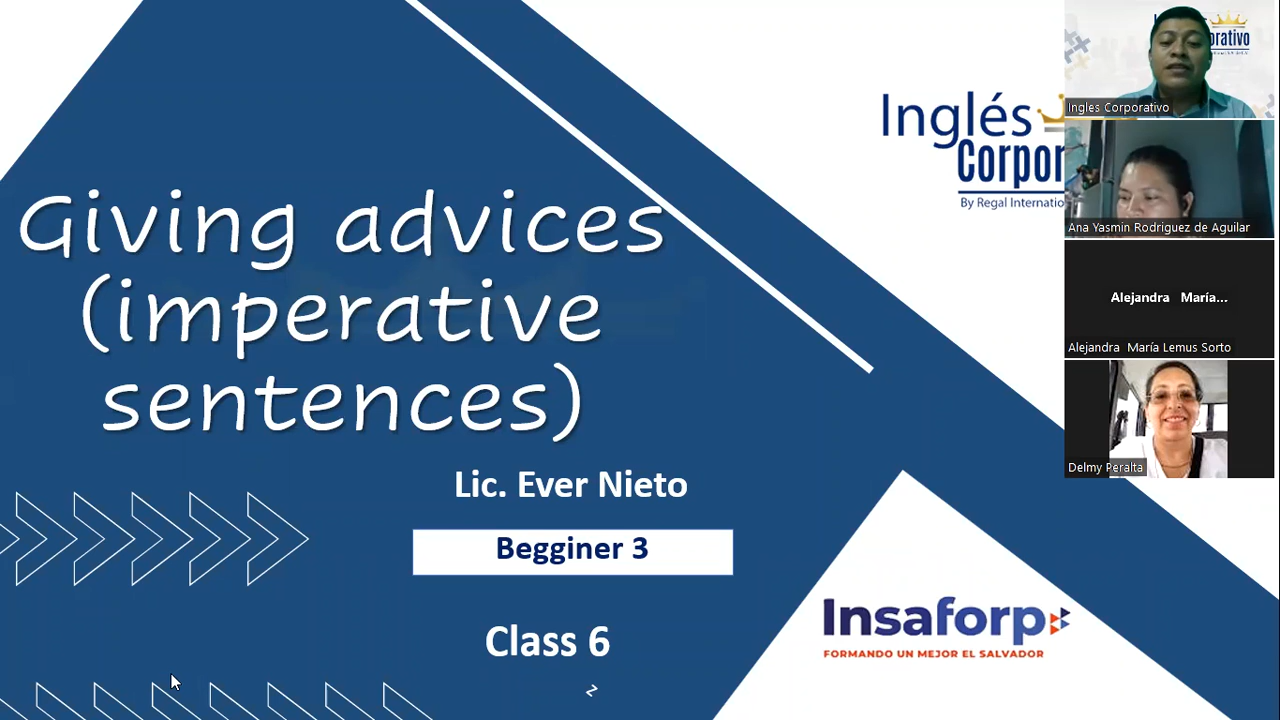 Giving advices
(imperative
sentences)
Lic. Ever Nieto
Begginer 3
Class 6
z
Inglés
Corpor
By Regal Internatio
Insaforp
FORMANDO UN MEJOR EL SALVADOR
orativo
Ingles Corporativo
Ana Yasmin Rodriguez de Aguilar
Alejandra María...
Alejandra María Lemus Sorto
Delmy Peralta